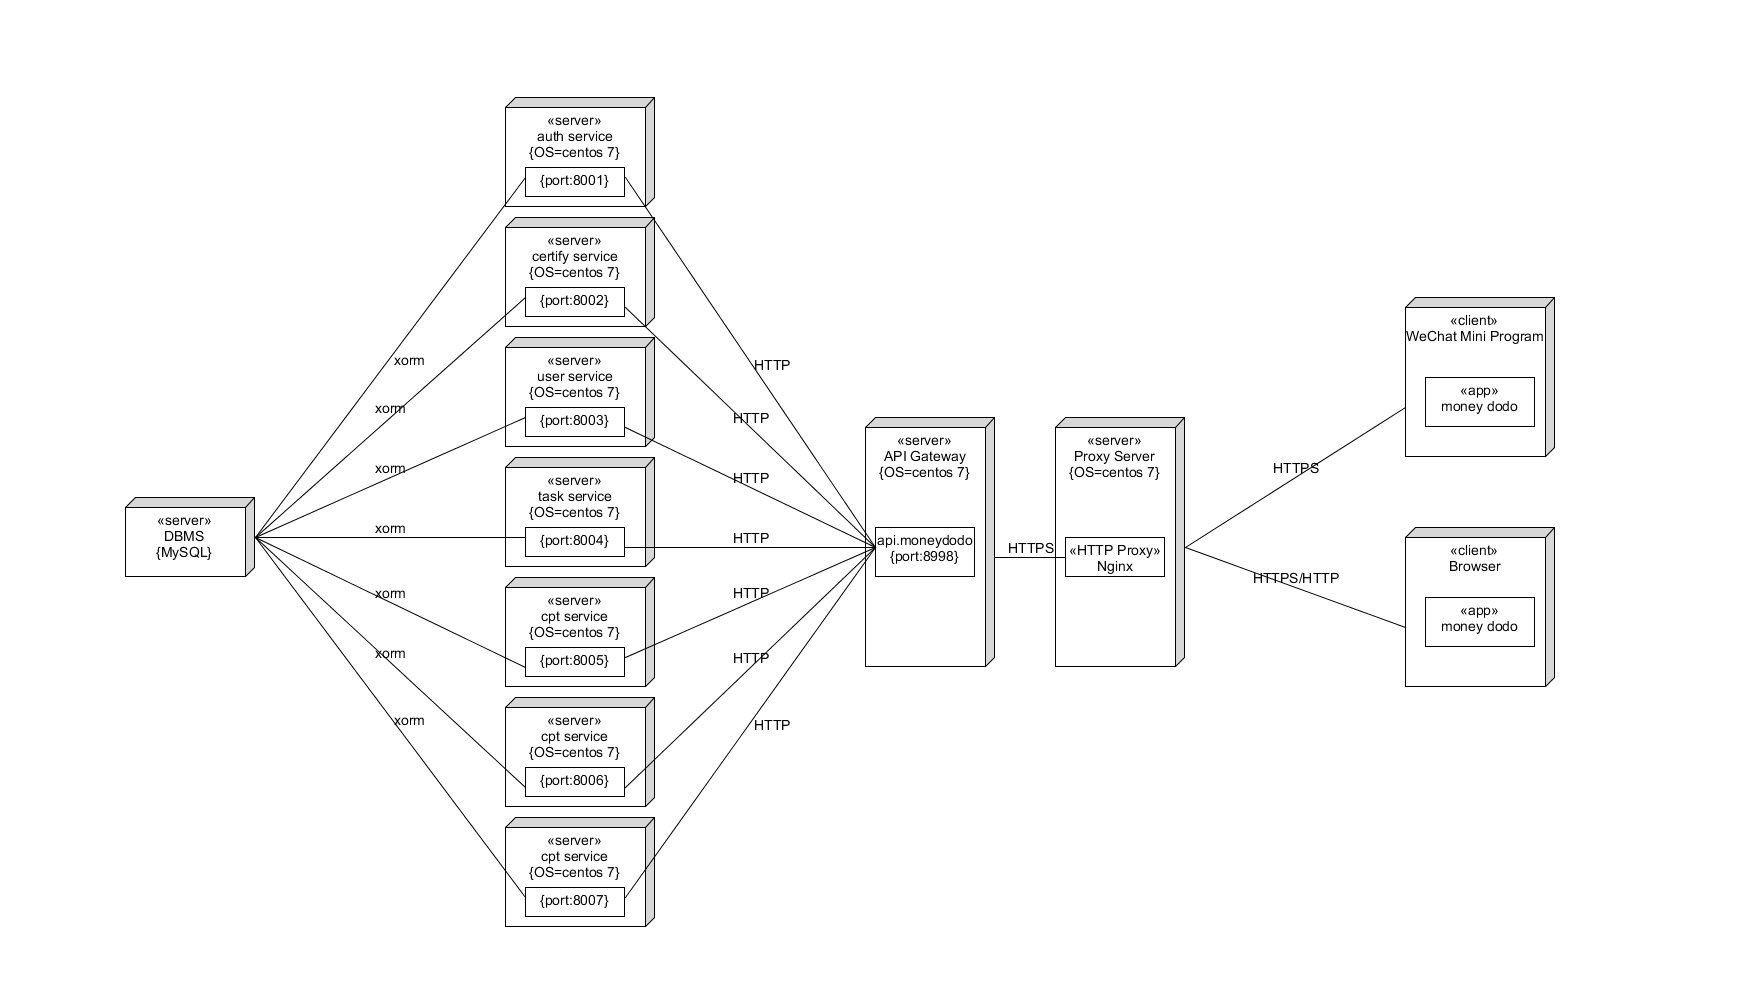 «server»
DBMS
{MySQL}
xorm
xorm
xorm
xorm
xorm
xorm
xorm
«server»
auth service
{OS=centos 7}
{port:8001}
«server»
certify service
{OS=centos 7}
{port:8002}
«server»
user service
{OS=centos 7}
{port:8003}
«server»
task service
{OS=centos 7}
{port:8004}
«server»
cpt service
{OS=centos 7}
{port:8005}
«server»
cpt service
{OS=centos 7}
{port:8006}
«server»
cpt service
{OS=centos 7}
{port:8007}
HTTP
HTTP
HTTP
HTTP
HTTP
HTTP
HTTP
«server»
API Gateway
{OS=centos 7}
api.moneydodo
{port:8998}
HTTPS
«server»
Proxy Server
{OS=centos 7}
«HTTP Proxy»
Nginx
HTTPS
HTTPS/HTTP
«client»
WeChat Mini Program
«app»
money dodo
«client»
Browser
«app»
money dodo